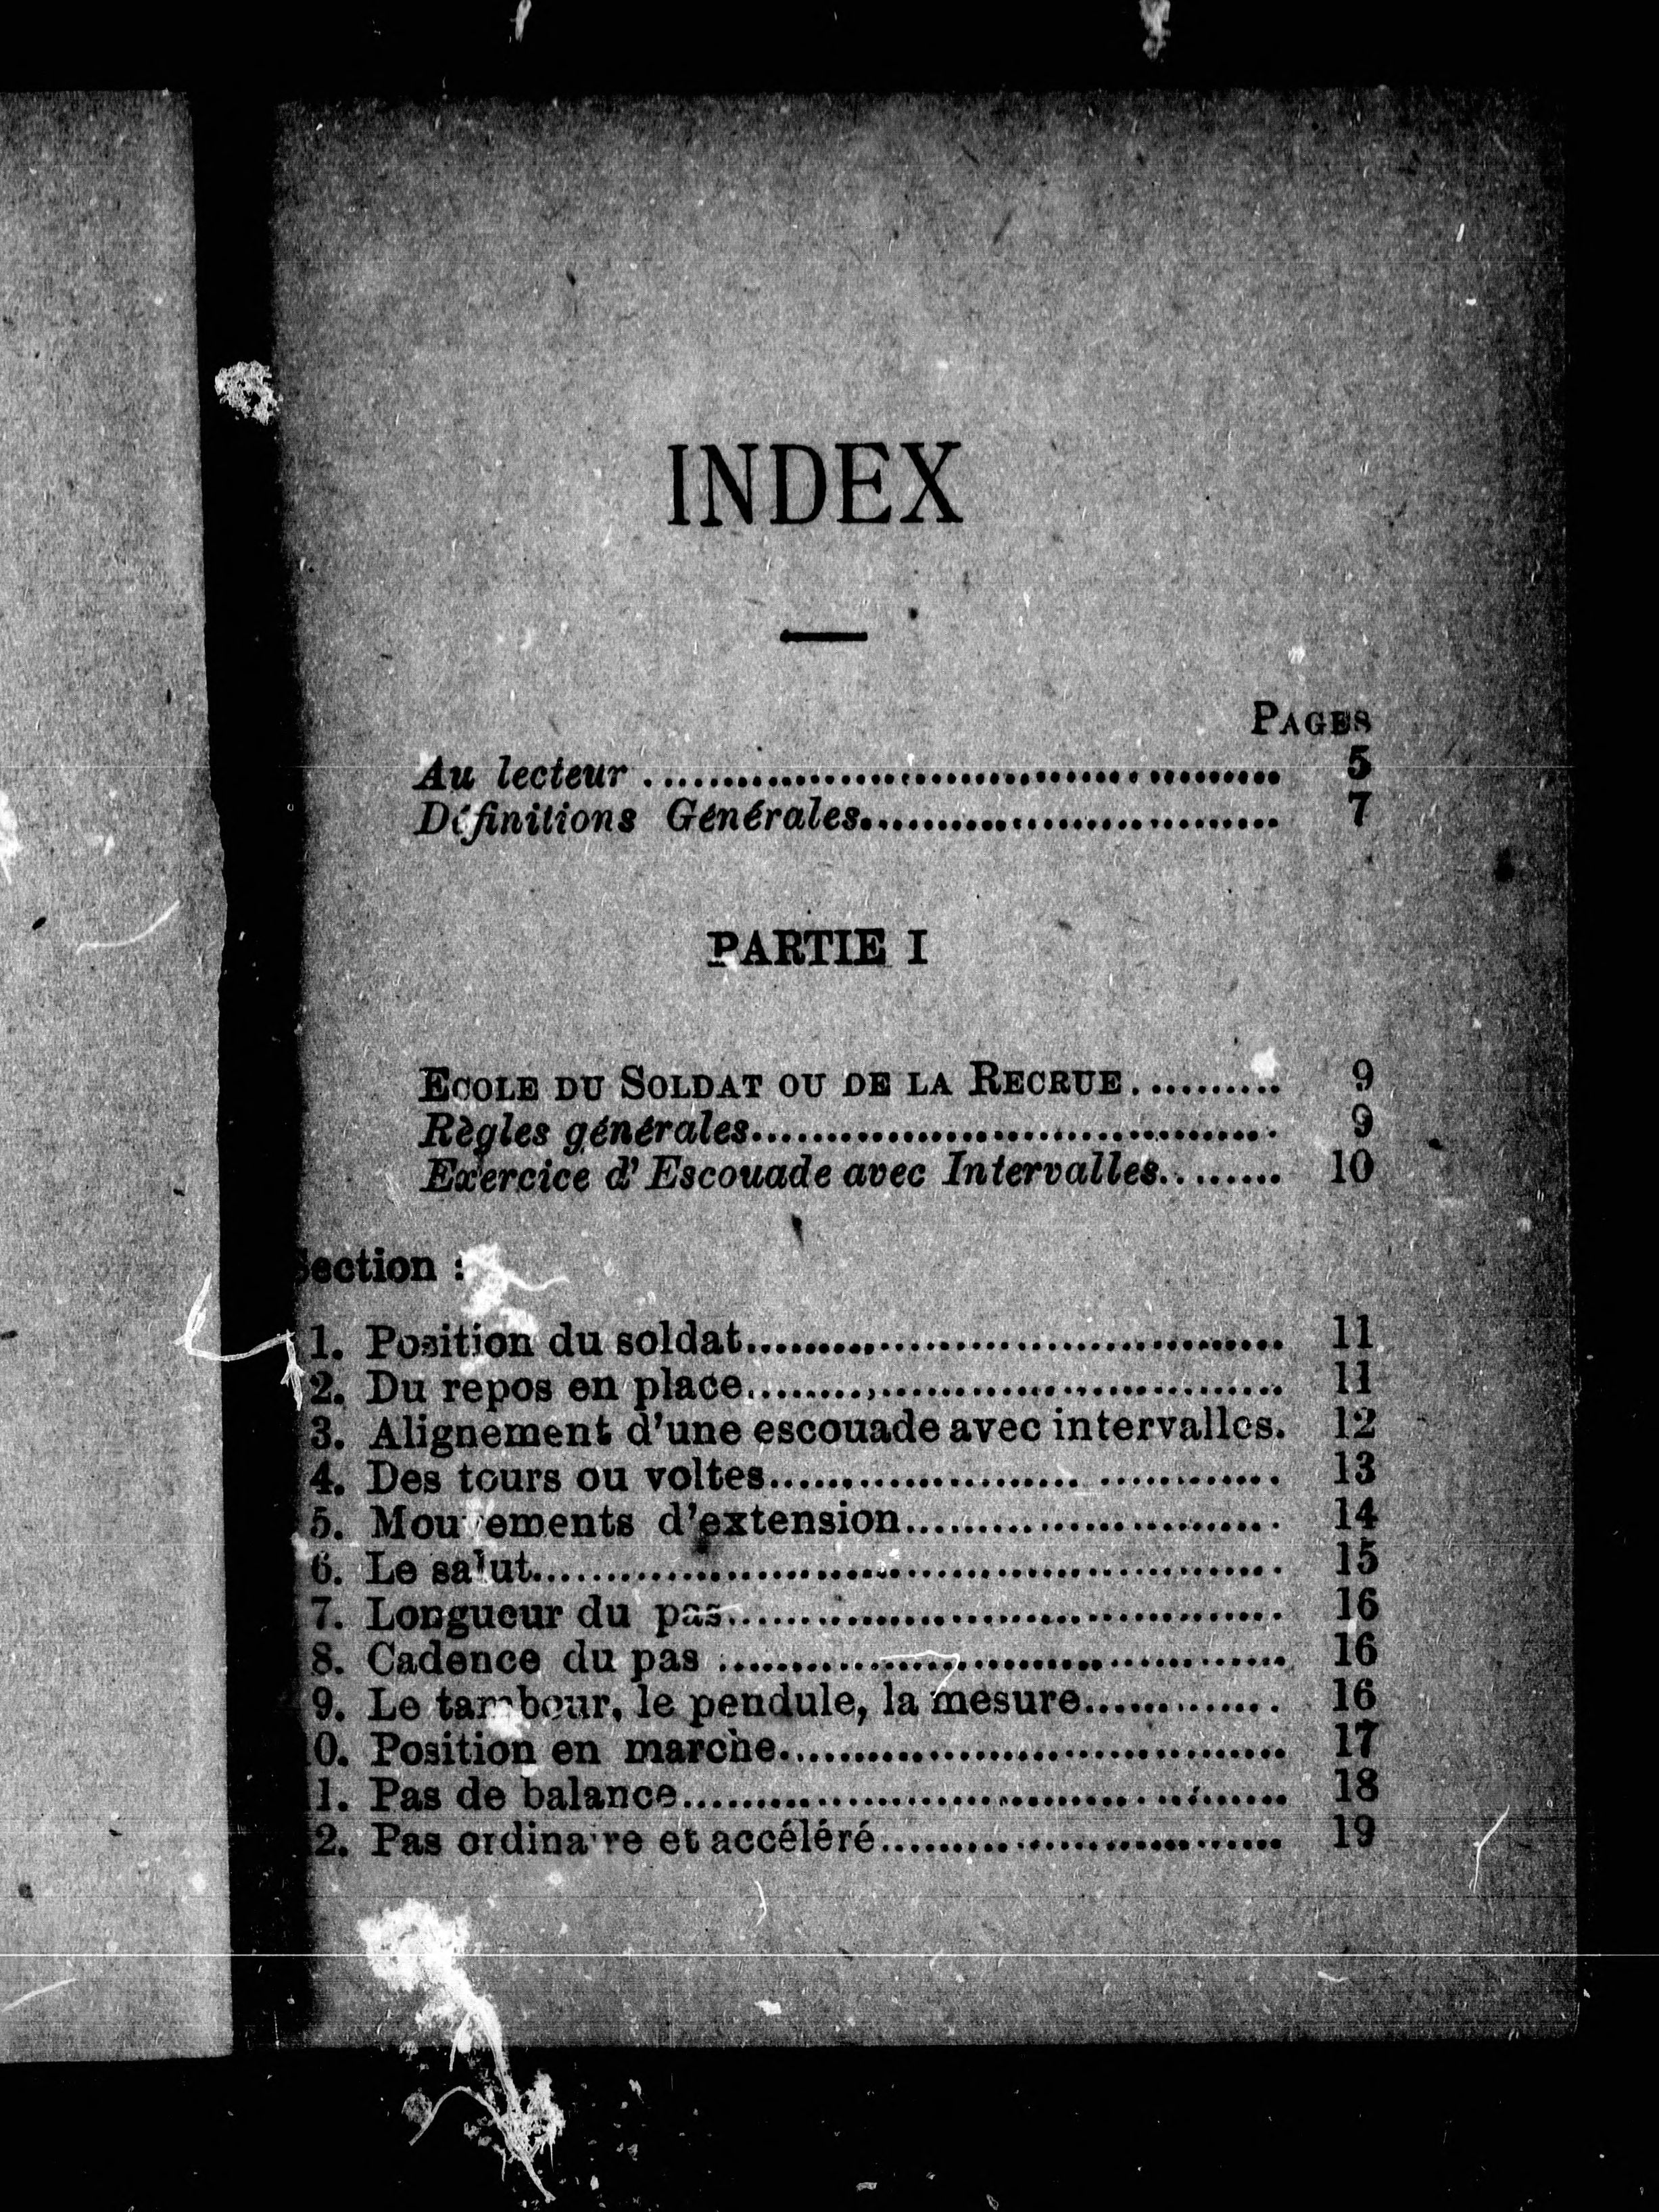 INDEX
PAGES
Au lecteur ........................................ 5
Définitions Générales.............................. 7
PARTIE I
ECOLE DU SOLDAT OU DE LA RECRUE........... 9
Règles générales................................... 9
Exercice d'Escouade avec Intervalles......... 10
Section :
1. Position du soldat................................... 11
2. Du repos en place................................... 11
3. Alignement d'une escouade avec intervalles. 12
4. Des tours ou voltes................................. 13
5. Mouvements d'extension......................... 14
6. Le salut............................................... 15
7. Longueur du pas.................................... 16
8. Cadence du pas .................................... 16
9. Le tambour, le pendule, la mesure............. 16
0. Position en marche................................. 17
1. Pas de balance....................................... 18
2. Pas ordinaire et accéléré.......................... 19